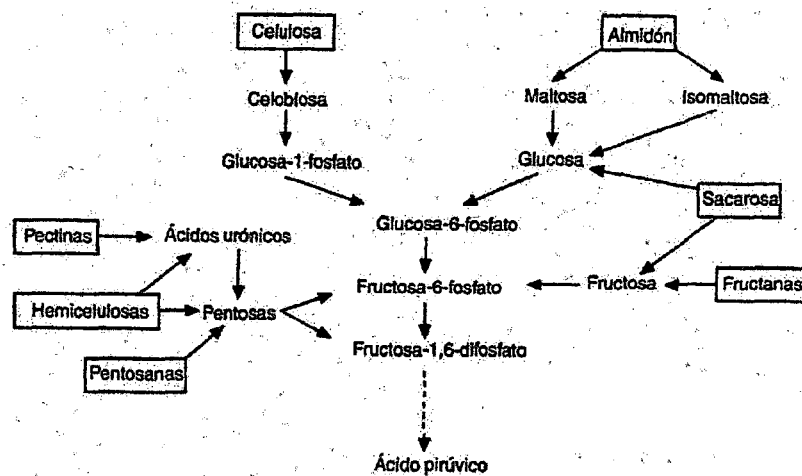 Celulosa
Almidón
Celobiosa
Maltosa
Isomaltosa
Glucosa-1-fosfato
Glucosa
Sacarosa
Glucosa-6-fosfato
Pectinas
Ácidos urónicos
Hemicelulosas
Pentosas
Fructosa-6-fosfato
Fructosa
Fructanas
Pentosanas
Fructosa-1,6-difosfato
Ácido pirúvico